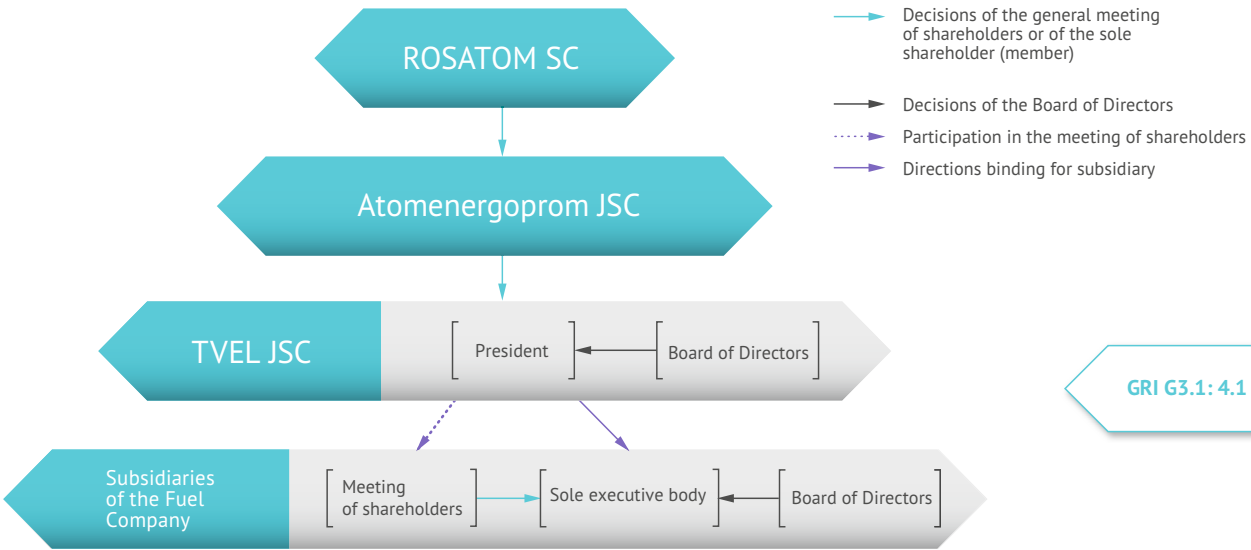 ROSATOM SC
Decisions of the general meeting
of shareholders or of the sole
shareholder (member)
Decisions of the Board of Directors
Participation in the meeting of shareholders
Directions binding for subsidiary
Atomenergoprom JSC
TVEL JSC
President
Board of Directors
GRI G3.1: 4.1
Subsidiaries
of the Fuel
Company
Meeting
of shareholders
Sole executive body
Board of Directors